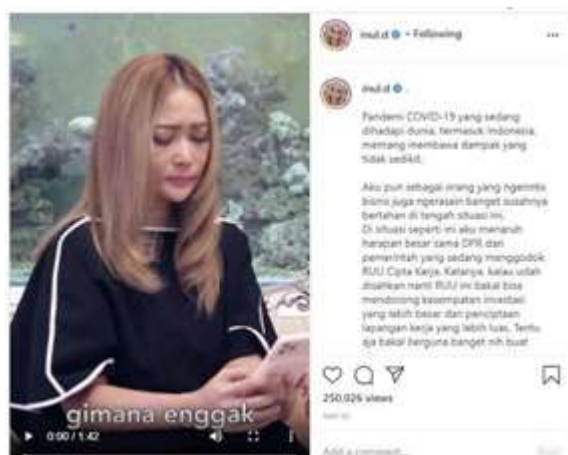 inul.d • Following
inul.d .
Pandemi COVID-19 yang sedang
dihadapi dunia, termasuk Indonesia,
memang membawa dampak yang
tidak sedikit.
Aku pun sebagai orang yang ngerintis
bisnis juga ngerasain banget susahnya
bertahan di tengah situasi ini.
Di situasi seperti ini aku menaruh
harapan besar sama DPR dan
pemerintah yang sedang menggodok
RUU Cipta Kerja. Katanya, kalau udah
disahkan nanti RUU ini bakal bisa
mendorong kesempatan investasi
yang lebih besar dan penciptaan
lapangan kerja yang lebih luas. Tentu
aja bakal berguna banget nih buat
gimana enggak
0:00 / 1:42
250,026 views
Add a comment...